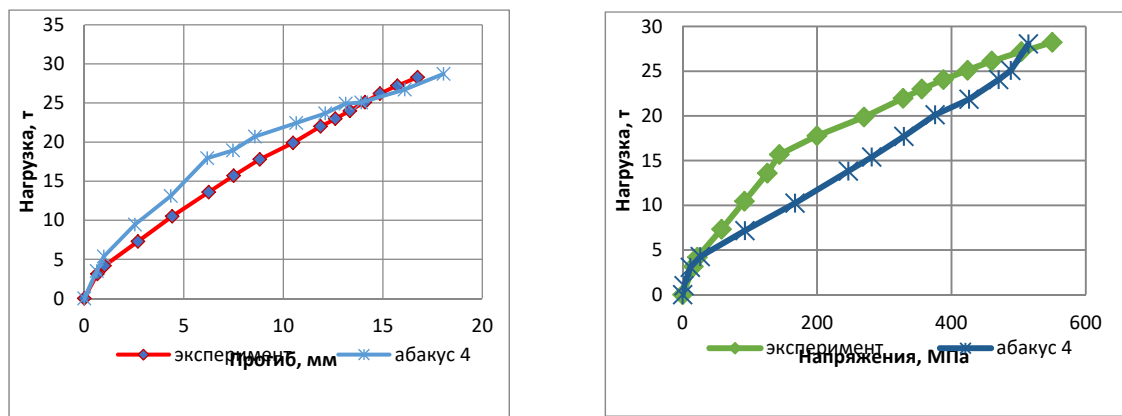 35
30
25
20
15
10
5
0
Нагрузка, т
0 5 10 15 20
Прогиб, мм
эксперимент абакус 4
30
25
20
15
10
5
0
Нагрузка, т
0 200 400 600
Напряжения, МПа
эксперимент абакус 4